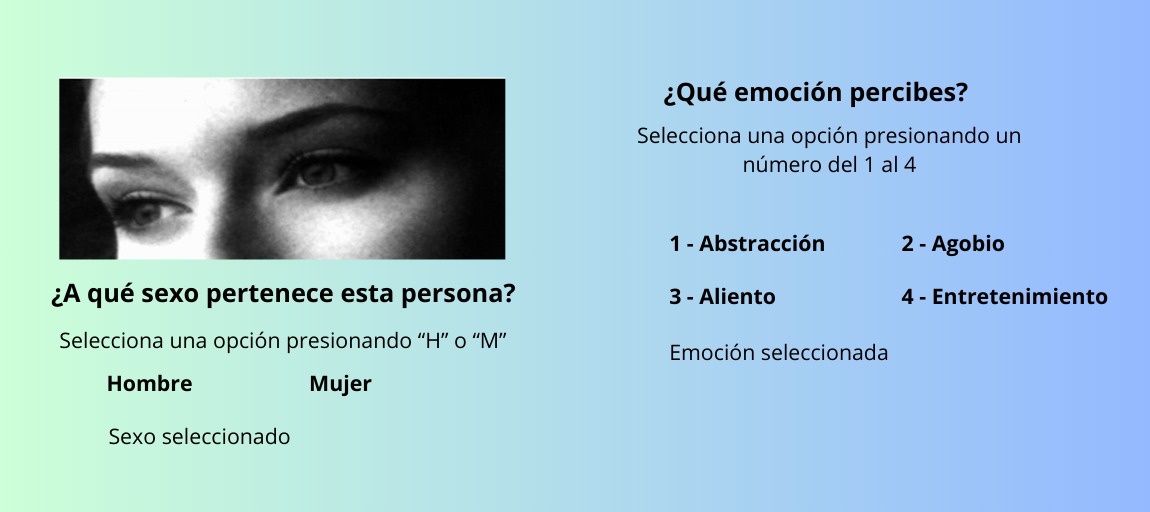 ¿A qué sexo pertenece esta persona?
Selecciona una opción presionando “H” o “M”
Hombre
Mujer
Sexo seleccionado
¿Qué emoción percibes?
Selecciona una opción presionando un
número del 1 al 4
1 - Abstracción
2 - Agobio
3 - Aliento
4 - Entretenimiento
Emoción seleccionada